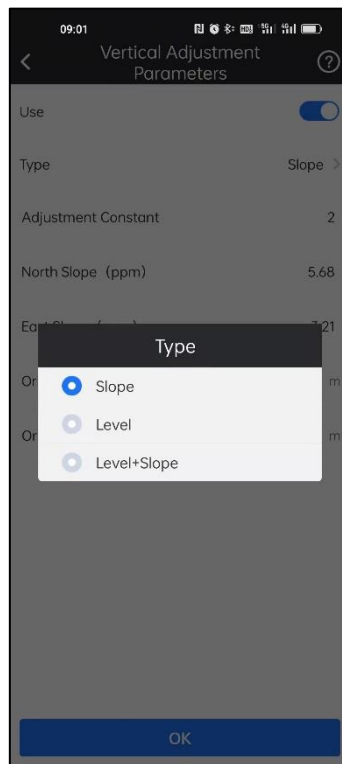 09:01
Vertical Adjustment
Parameters
Use
Type Slope
Adjustment Constant 2
North Slope (ppm) 5.68
Type
Slope
Level
Level+Slope
m
m
OK